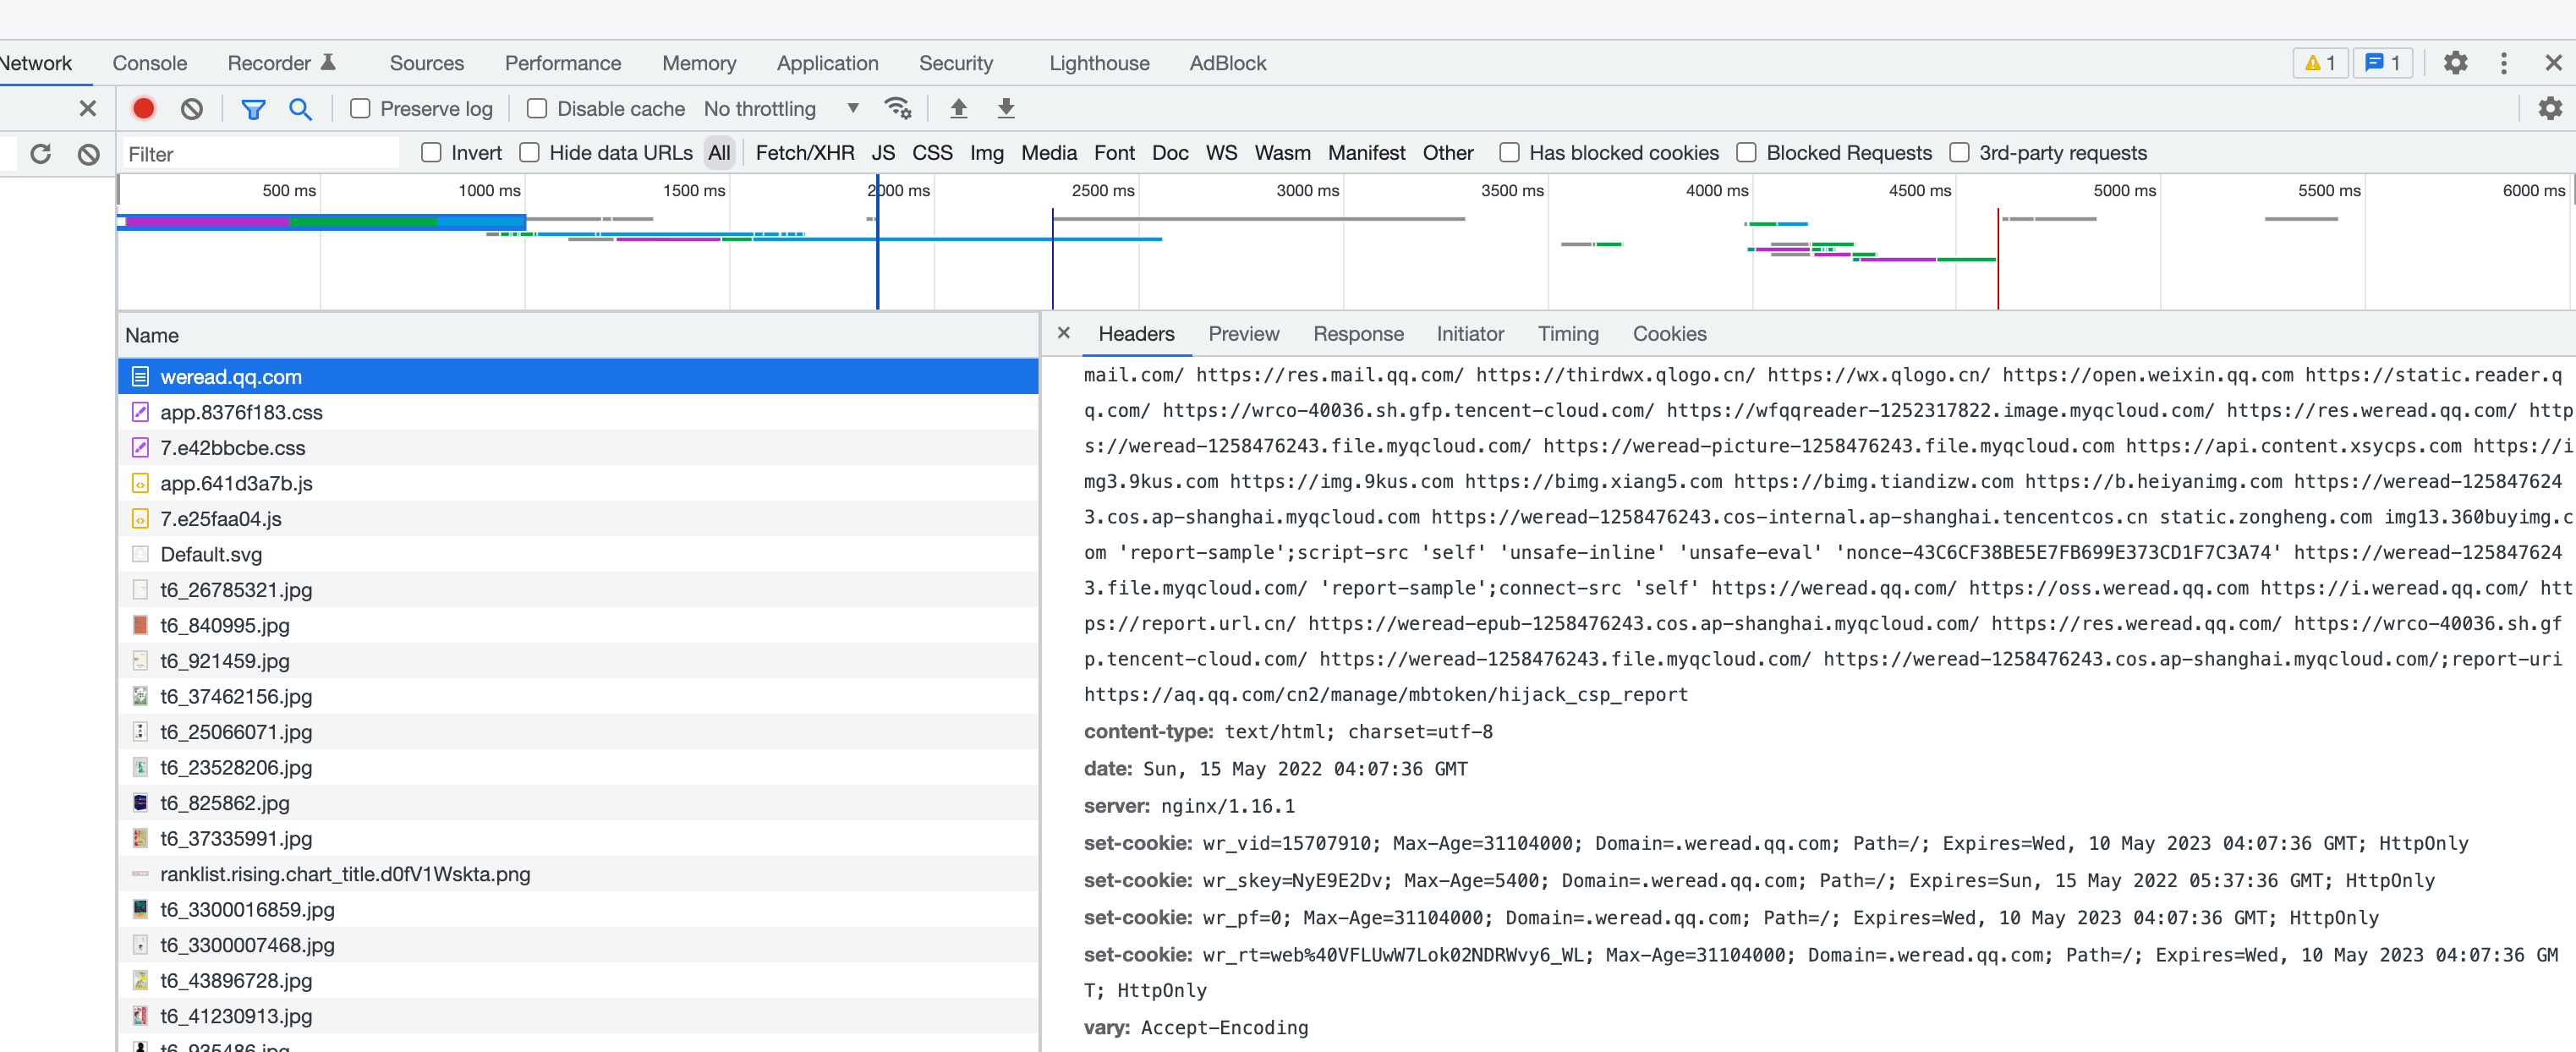 Network Console Recorder Sources Performance Memory Application Security Lighthouse AdBlock 1 1
Preserve log Disable cache No throttling
Filter Invert Hide data URLs All Fetch/XHR JS CSS Img Media Font Doc WS Wasm Manifest Other Has blocked cookies Blocked Requests 3rd-party requests
500 ms 1000 ms 1500 ms 2000 ms 2500 ms 3000 ms 3500 ms 4000 ms 4500 ms 5000 ms 5500 ms 6000 ms
Name
weread.qq.com
app.8376f183.css
7.e42bbcbe.css
app.641d3a7b.js
7.e25faa04.js
Default.svg
t6_26785321.jpg
t6_840995.jpg
t6_921459.jpg
t6_37462156.jpg
t6_25066071.jpg
t6_23528206.jpg
t6_825862.jpg
t6_37335991.jpg
ranklist.rising.chart_title.d0fV1Wskta.png
t6_3300016859.jpg
t6_3300007468.jpg
t6_43896728.jpg
t6_41230913.jpg
t6_935486.jpg
Headers Preview Response Initiator Timing Cookies
mail.com/ https://res.mail.qq.com/ https://thirdwx.qlogo.cn/ https://wx.qlogo.cn/ https://open.weixin.qq.com https://static.reader.q
q.com/ https://wrco-40036.sh.gfp.tencent-cloud.com/ https://wfqqreader-1252317822.image.myqcloud.com/ https://res.weread.qq.com/ http
s://weread-1258476243.file.myqcloud.com/ https://weread-picture-1258476243.file.myqcloud.com https://api.content.xsycps.com https://i
mg3.9kus.com https://img.9kus.com https://bimg.xiang5.com https://bimg.tiandizw.com https://b.heiyanimg.com https://weread-125847624
3.cos.ap-shanghai.myqcloud.com https://weread-1258476243.cos-internal.ap-shanghai.tencentcos.cn static.zongheng.com img13.360buyimg.c
om 'report-sample';script-src 'self' 'unsafe-inline' 'unsafe-eval' 'nonce-43C6CF38BE5E7FB699E373CD1F7C3A74' https://weread-125847624
3.file.myqcloud.com/ 'report-sample';connect-src 'self' https://weread.qq.com/ https://oss.weread.qq.com https://i.weread.qq.com/ htt
ps://report.url.cn/ https://weread-epub-1258476243.cos.ap-shanghai.myqcloud.com/ https://res.weread.qq.com/ https://wrco-40036.sh.gf
p.tencent-cloud.com/ https://weread-1258476243.file.myqcloud.com/ https://weread-1258476243.cos.ap-shanghai.myqcloud.com/;report-uri
https://aq.qq.com/cn2/manage/mbtoken/hijack_csp_report
content-type: text/html; charset=utf-8
date: Sun, 15 May 2022 04:07:36 GMT
server: nginx/1.16.1
set-cookie: wr_vid=15707910; Max-Age=31104000; Domain=.weread.qq.com; Path=/; Expires=Wed, 10 May 2023 04:07:36 GMT; HttpOnly
set-cookie: wr_skey=NyE9E2Dv; Max-Age=5400; Domain=.weread.qq.com; Path=/; Expires=Sun, 15 May 2022 05:37:36 GMT; HttpOnly
set-cookie: wr_pf=0; Max-Age=31104000; Domain=.weread.qq.com; Path=/; Expires=Wed, 10 May 2023 04:07:36 GMT; HttpOnly
set-cookie: wr_rt=web%40VFLUwW7Lok02NDRWvy6_WL; Max-Age=31104000; Domain=.weread.qq.com; Path=/; Expires=Wed, 10 May 2023 04:07:36 GM
T; HttpOnly
vary: Accept-Encoding